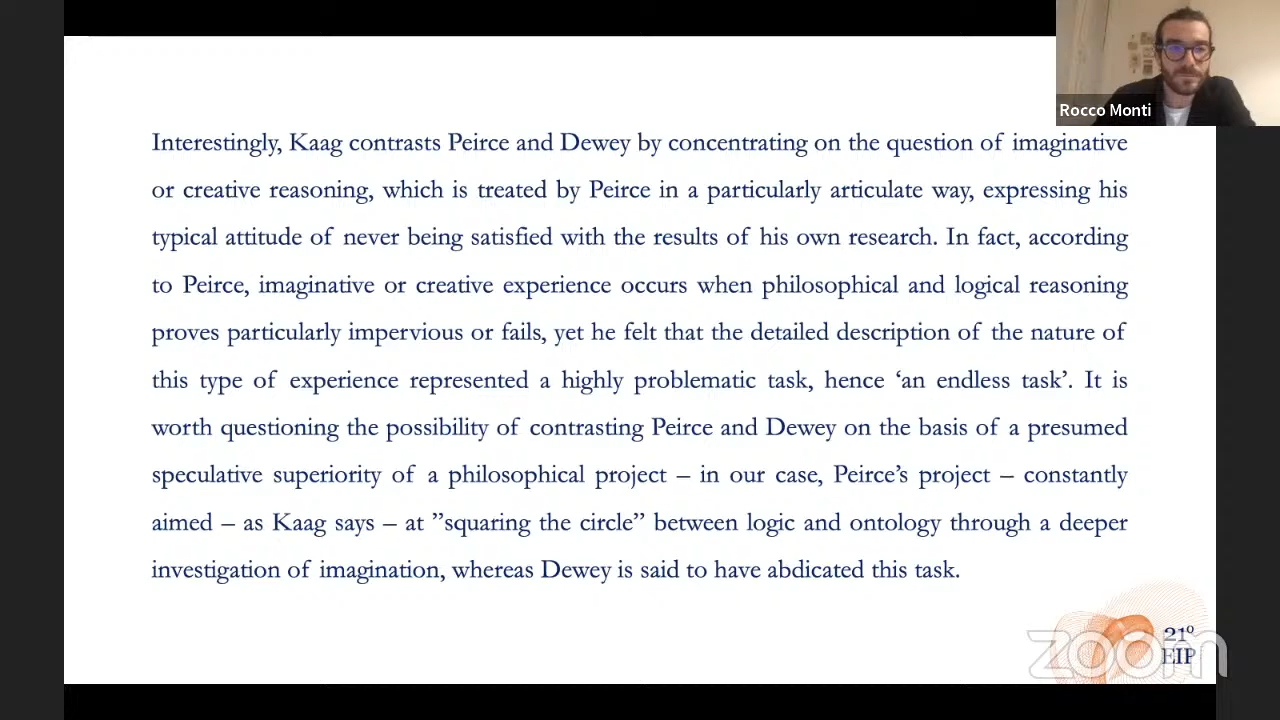 Rocco Monti
Interestingly, Kaag contrasts Peirce and Dewey by concentrating on the question of imaginative
or creative reasoning, which is treated by Peirce in a particularly articulate way, expressing his
typical attitude of never being satisfied with the results of his own research. In fact, according
to Peirce, imaginative or creative experience occurs when philosophical and logical reasoning
proves particularly impervious or fails, yet he felt that the detailed description of the nature of
this type of experience represented a highly problematic task, hence ‘an endless task’. It is
worth questioning the possibility of contrasting Peirce and Dewey on the basis of a presumed
speculative superiority of a philosophical project – in our case, Peirce’s project – constantly
aimed – as Kaag says – at ”squaring the circle” between logic and ontology through a deeper
investigation of imagination, whereas Dewey is said to have abdicated this task.
21º
EIP
zoom